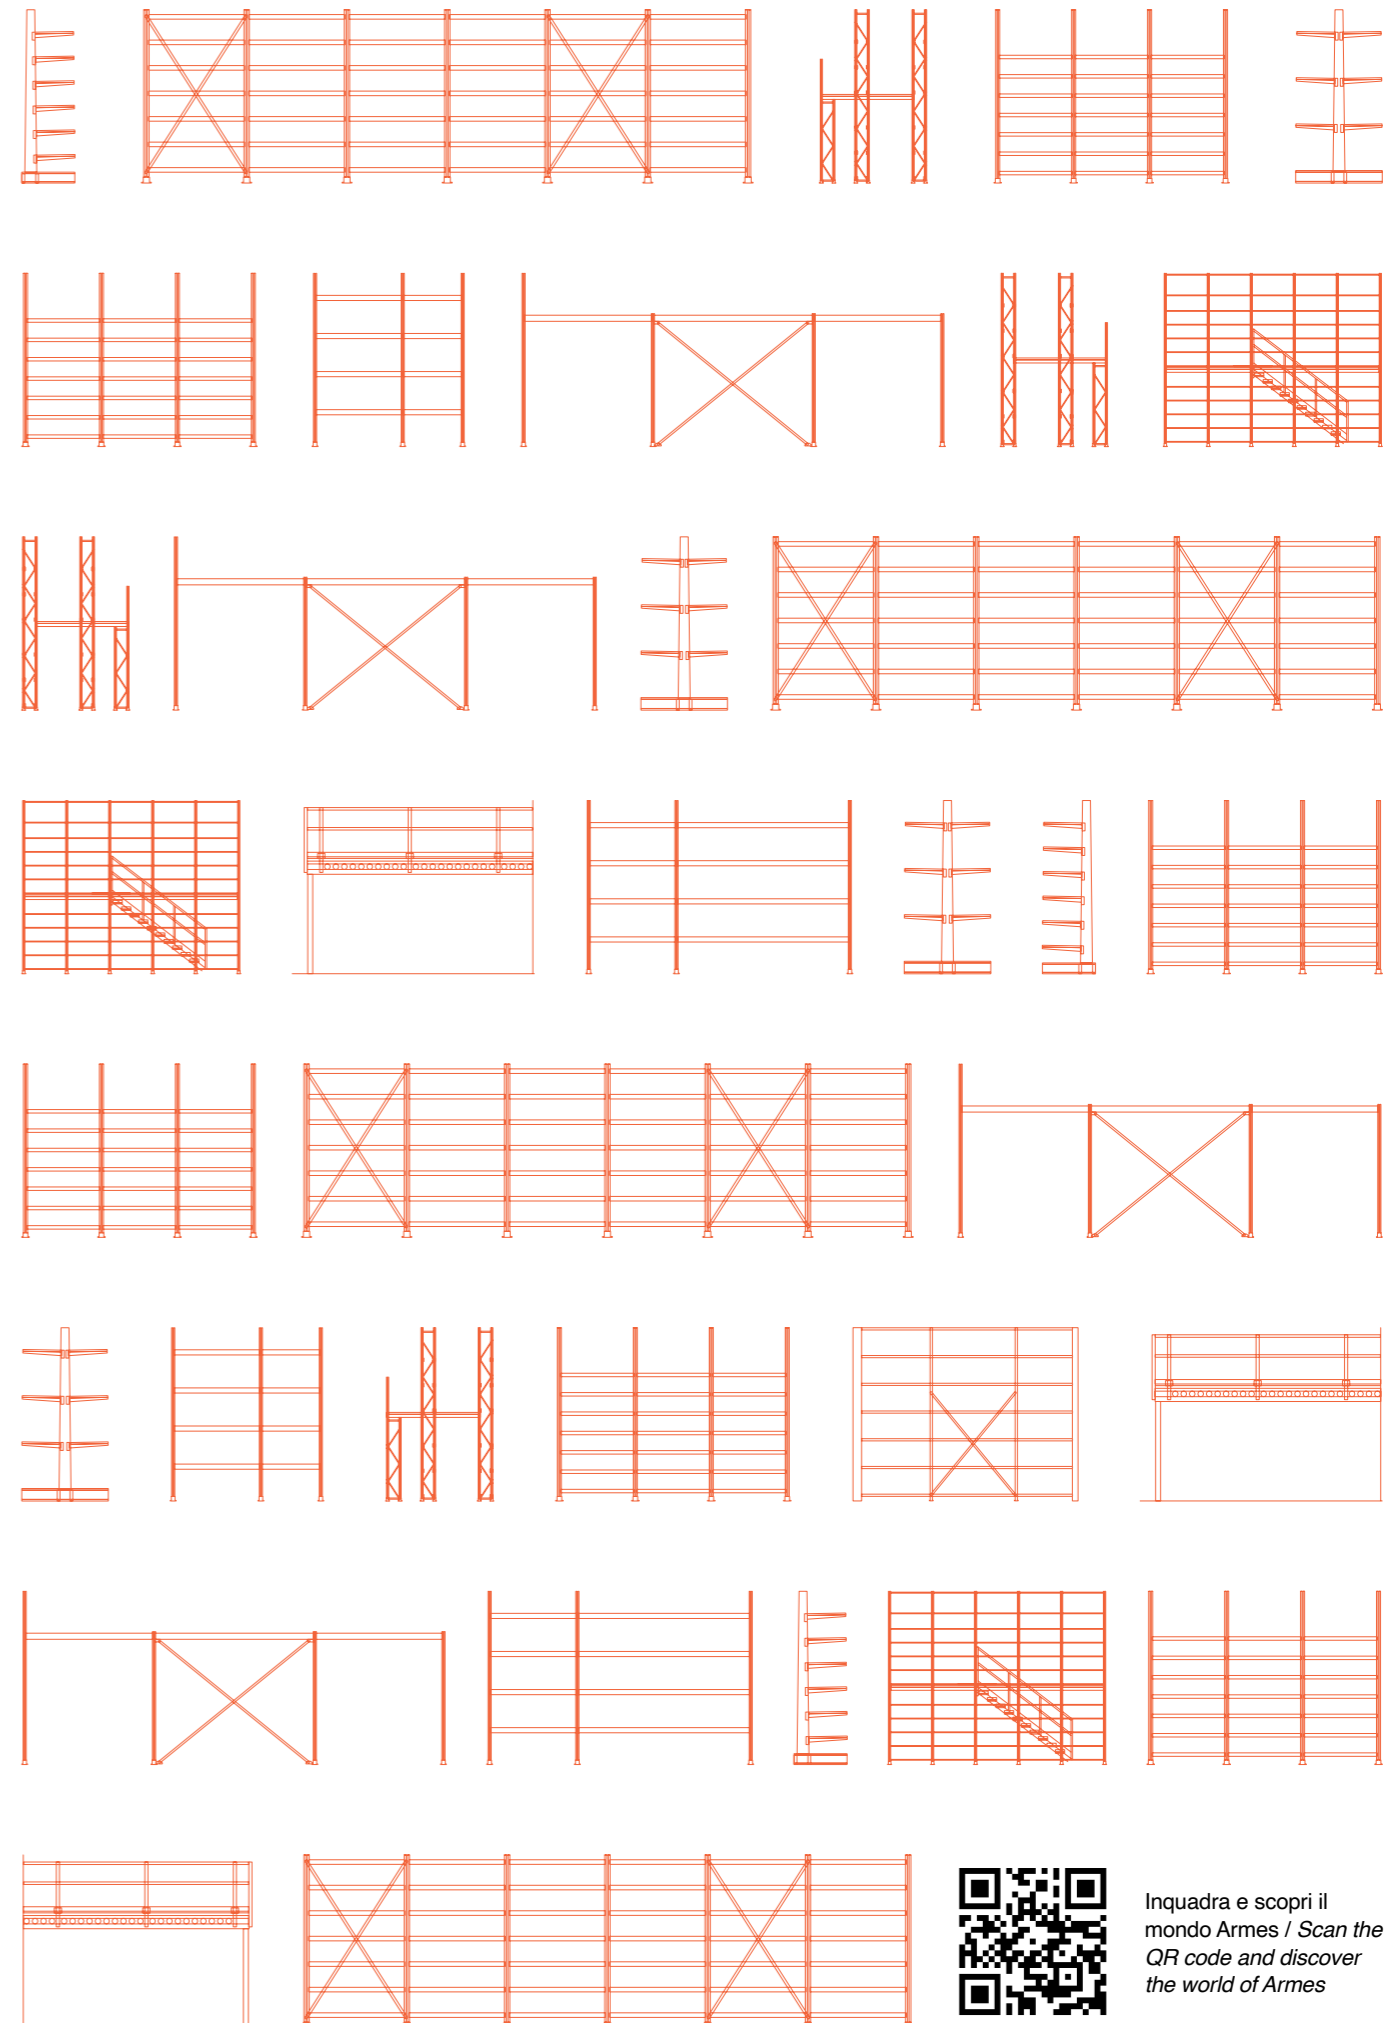 Inquadra e scopri il
mondo Armes / Scan the
QR code and discover
the world of Armes